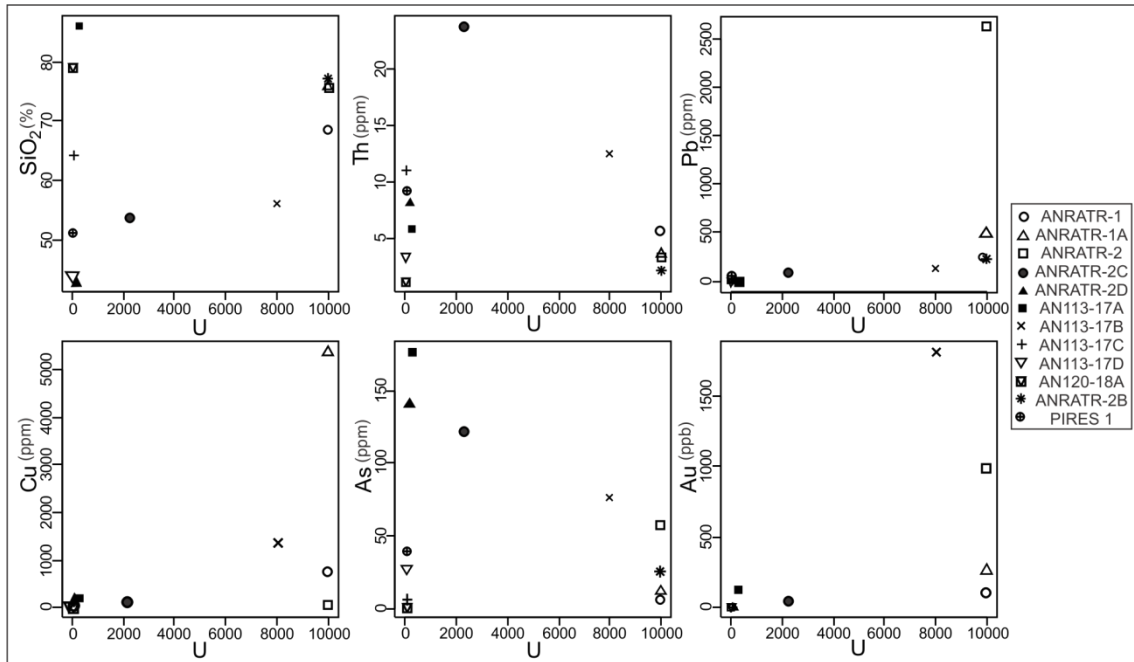 SiO2 (%)
80
70
60
50
0 2000 4000 6000 8000 10000
U
Th (ppm)
20
15
10
5
0 2000 4000 6000 8000 10000
U
Pb (ppm)
2500
2000
1500
1000
500
0
0 2000 4000 6000 8000 10000
U
ANRATR-1
ANRATR-1A
ANRATR-2
ANRATR-2C
ANRATR-2D
AN113-17A
AN113-17B
AN113-17C
AN113-17D
AN120-18A
ANRATR-2B
PIRES 1
Cu (ppm)
5000
4000
3000
2000
1000
0
0 2000 4000 6000 8000 10000
U
As (ppm)
150
100
50
0
0 2000 4000 6000 8000 10000
U
Au (ppb)
1500
1000
500
0
0 2000 4000 6000 8000 10000
U